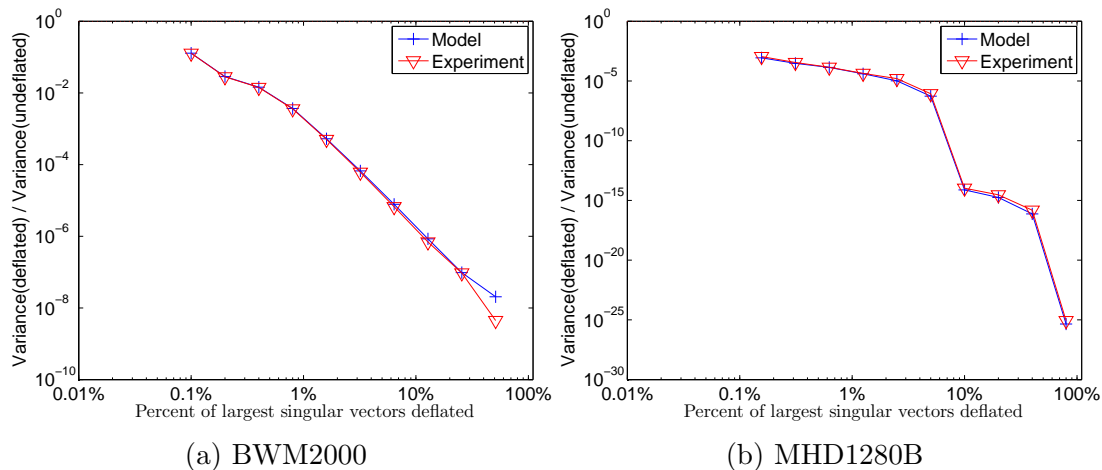 Variance(deflated) / Variance(undeflated)
10^0
10^-2
10^-4
10^-6
10^-8
10^-10
0.01%
0.1%
1%
10%
100%
Model
Experiment
Percent of largest singular vectors deflated
(a) BWM2000
Variance(deflated) / Variance(undeflated)
10^0
10^-5
10^-10
10^-15
10^-20
10^-25
10^-30
0.01%
0.1%
1%
10%
100%
Model
Experiment
Percent of largest singular vectors deflated
(b) MHD1280B